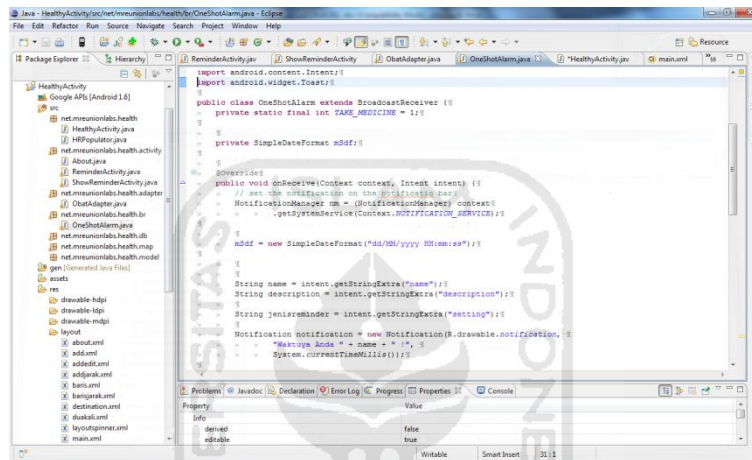 Java - HealthyActivity/src/net/mreunionlabs/health/br/OneShotAlarm.java - Eclipse
File Edit Refactor Run Source Navigate Search Project Window Help
Resource
Package Explorer Hierarchy
HealthyActivity
Google APIs [Android 1.6]
src
net.mreunionlabs.health
HealthyActivity.java
HRPopulator.java
net.mreunionlabs.health.activity
About.java
ReminderActivity.java
ShowReminderActivity.java
net.mreunionlabs.health.adapter
ObatAdapter.java
net.mreunionlabs.health.br
OneShotAlarm.java
net.mreunionlabs.health.db
net.mreunionlabs.health.map
net.mreunionlabs.health.model
gen [Generated Java Files]
assets
res
drawable-hdpi
drawable-ldpi
drawable-mdpi
layout
about.xml
add.xml
addedit.xml
addjarak.xml
baris.xml
barisjarak.xml
destination.xml
duakali.xml
layoutspinner.xml
main.xml
ReminderActivity.jav ShowReminderActivity ObatAdapter.java OneShotAlarm.java *HealthyActivity.jav main.xml
import android.content.Intent;
import android.widget.Toast;
public class OneShotAlarm extends BroadcastReceiver {
private static final int TAKE_MEDICINE = 1;
private SimpleDateFormat mSdf;
@Override
public void onReceive(Context context, Intent intent) {
// set the notification on the notificatio bar
NotificationManager nm = (NotificationManager) context
.getSystemService(Context.NOTIFICATION_SERVICE);
mSdf = new SimpleDateFormat("dd/MM/yyyy HH:mm:ss");
String name = intent.getStringExtra("name");
String description = intent.getStringExtra("description");
String jenisreminder = intent.getStringExtra("setting");
Notification notification = new Notification(R.drawable.notification,
"Waktuya Anda " + name + " !",
System.currentTimeMillis());
Problems Javadoc Declaration Error Log Progress Properties Console
Property Value
Info
derived false
editable true
Writable Smart Insert 31 : 1
ERSITAS
INDONE